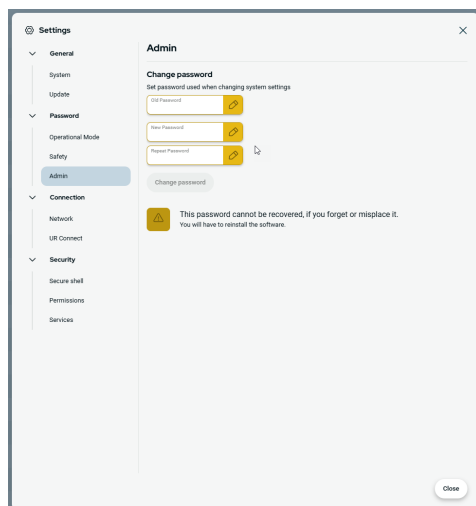 Settings
General
System
Update
Password
Operational Mode
Safety
Admin
Connection
Network
UR Connect
Security
Secure shell
Permissions
Services
Admin
Change password
Set password used when changing system settings
Old Password
New Password
Repeat Password
Change password
This password cannot be recovered, if you forget or misplace it.
You will have to reinstall the software.
Close